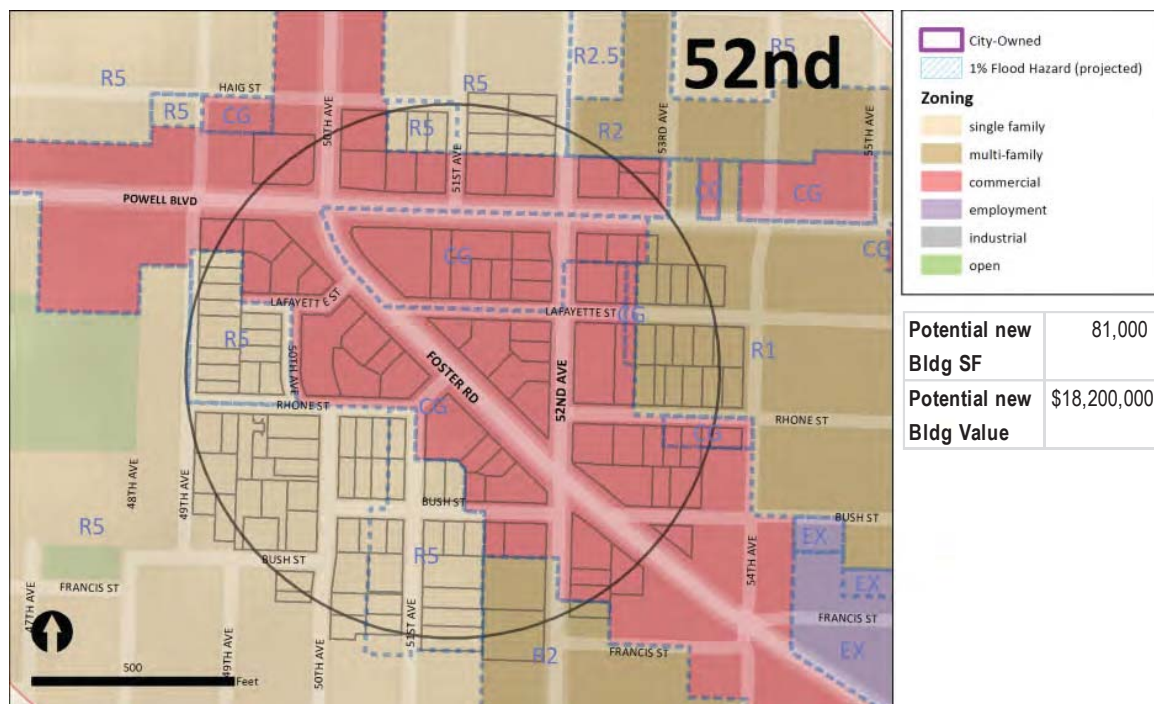 52nd
R5
R2.5
R5
R5
HAIG ST
R5
CG
R5
R2
50TH AVE
51ST AVE
53RD AVE
55TH AVE
POWELL BLVD
CG
CG
CG
CG
LAFAYETTE ST
LAFAYETTE ST
CG
R5
50TH AVE
FOSTER RD
52ND AVE
R1
RHONE ST
CG
CG
RHONE ST
48TH AVE
49TH AVE
BUSH ST
BUSH ST
R5
R5
EX
BUSH ST
54TH AVE
EX
FRANCIS ST
FRANCIS ST
47TH AVE
49TH AVE
50TH AVE
51ST AVE
R2
FRANCIS ST
EX
500
Feet
City-Owned
1% Flood Hazard (projected)
Zoning
single family
multi-family
commercial
employment
industrial
open
Potential new 81,000
Bldg SF
Potential new $18,200,000
Bldg Value